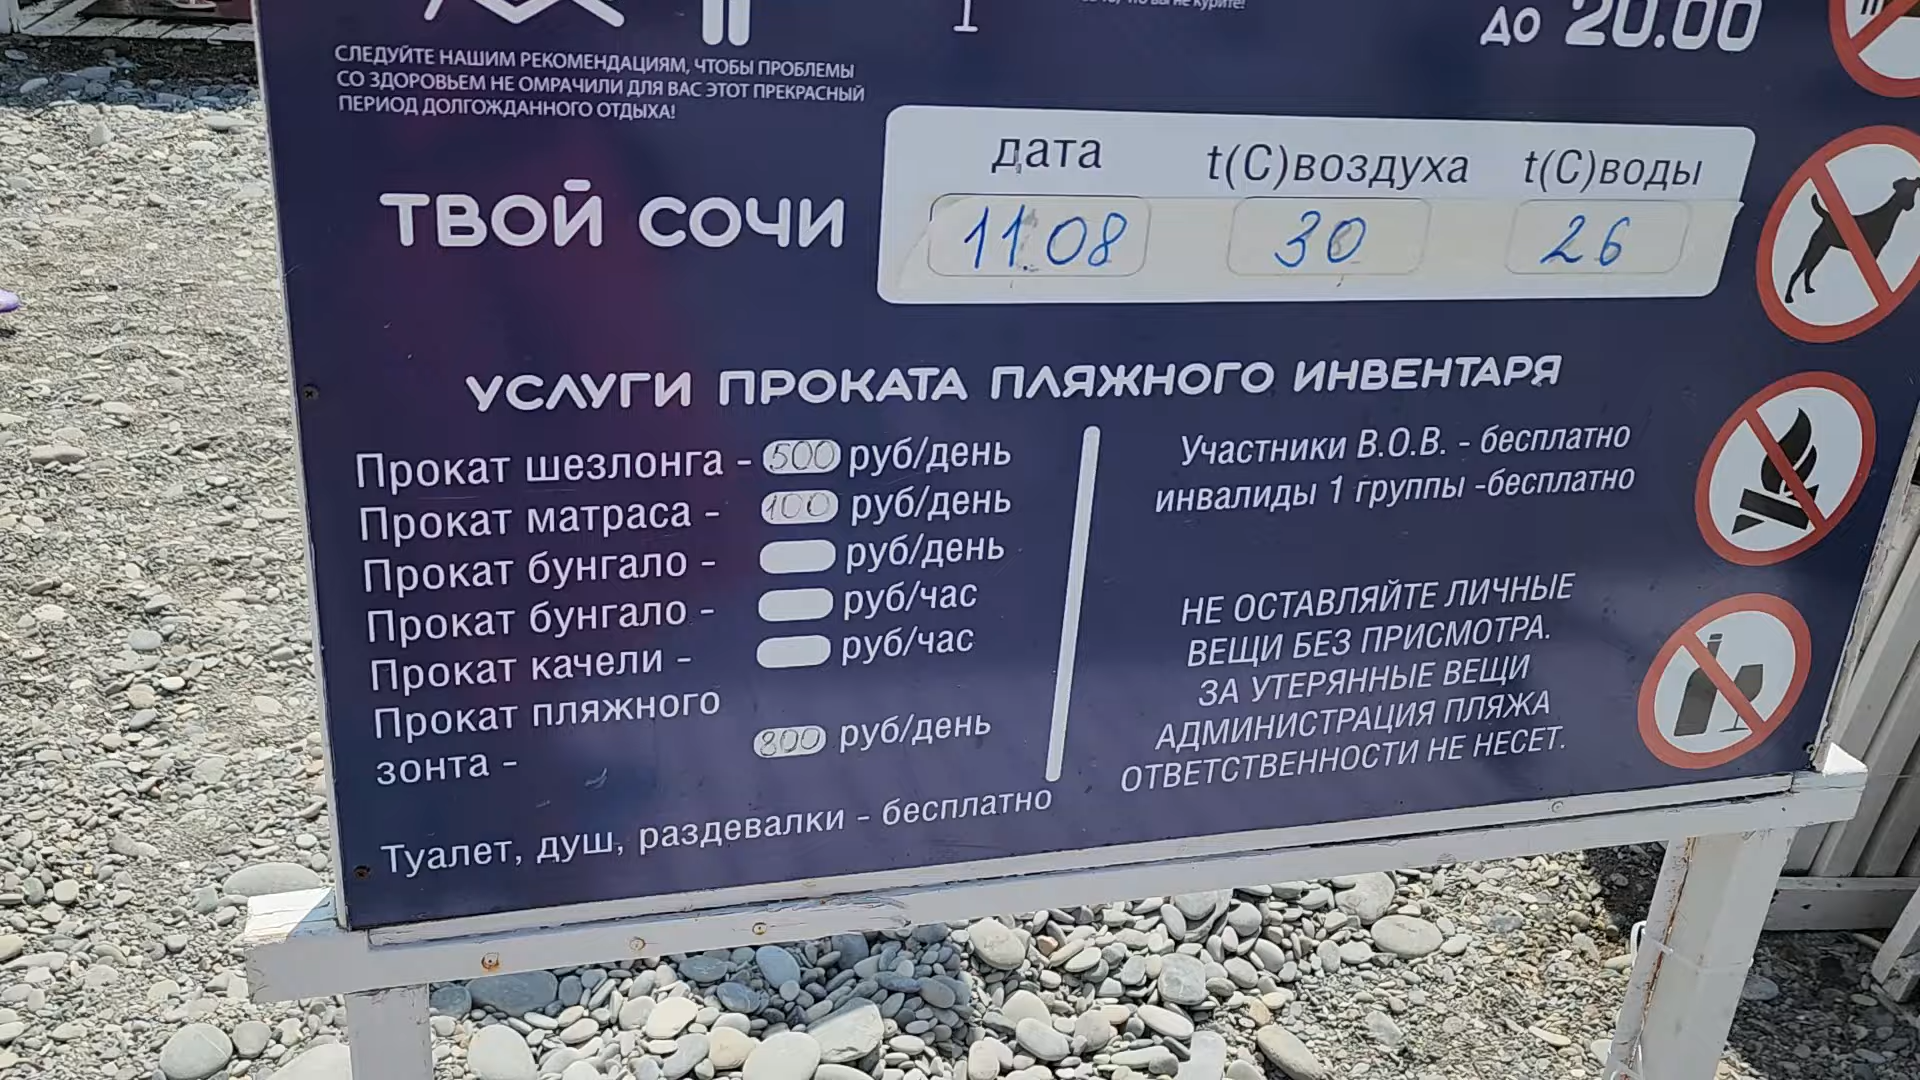 СЛЕДУЙТЕ НАШИМ РЕКОМЕНДАЦИЯМ, ЧТОБЫ ПРОБЛЕМЫ
СО ЗДОРОВЬЕМ НЕ ОМРАЧИЛИ ДЛЯ ВАС ЭТОТ ПРЕКРАСНЫЙ
ПЕРИОД ДОЛГОЖДАННОГО ОТДЫХА!
ДО 20.00
ТВОЙ СОЧИ
дата t(C)воздуха t(C)воды
11.08 30 26
УСЛУГИ ПРОКАТА ПЛЯЖНОГО ИНВЕНТАРЯ
Прокат шезлонга - 500 руб/день
Прокат матраса - 100 руб/день
Прокат бунгало - руб/день
Прокат бунгало - руб/час
Прокат качели - руб/час
Прокат пляжного
зонта - 800 руб/день
Туалет, душ, раздевалки - бесплатно
Участники В.О.В. - бесплатно
инвалиды 1 группы -бесплатно
НЕ ОСТАВЛЯЙТЕ ЛИЧНЫЕ
ВЕЩИ БЕЗ ПРИСМОТРА.
ЗА УТЕРЯННЫЕ ВЕЩИ
АДМИНИСТРАЦИЯ ПЛЯЖА
ОТВЕТСТВЕННОСТИ НЕ НЕСЕТ.